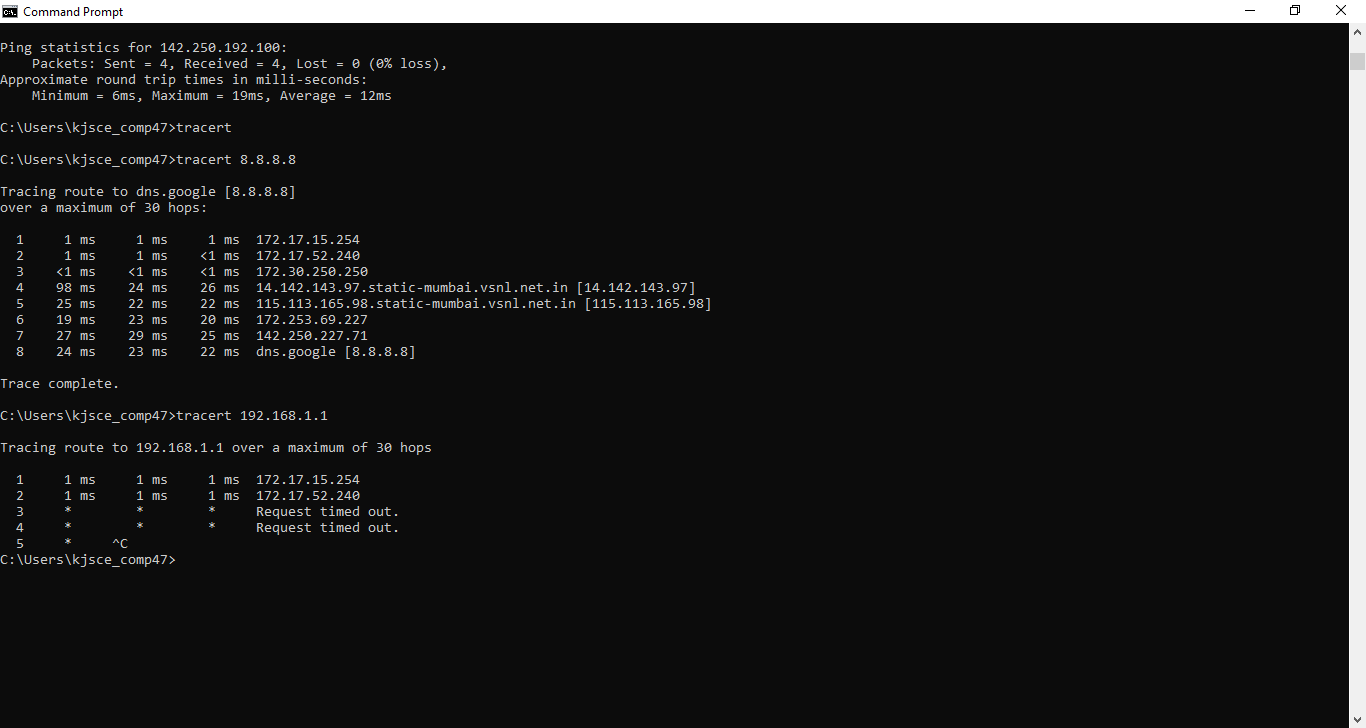 Command Prompt
Ping statistics for 142.250.192.100:
    Packets: Sent = 4, Received = 4, Lost = 0 (0% loss),
Approximate round trip times in milli-seconds:
    Minimum = 6ms, Maximum = 19ms, Average = 12ms
C:\Users\kjsce_comp47>tracert
C:\Users\kjsce_comp47>tracert 8.8.8.8
Tracing route to dns.google [8.8.8.8]
over a maximum of 30 hops:
  1     1 ms     1 ms     1 ms  172.17.15.254
  2     1 ms     1 ms    <1 ms  172.17.52.240
  3    <1 ms    <1 ms    <1 ms  172.30.250.250
  4    98 ms    24 ms    26 ms  14.142.143.97.static-mumbai.vsnl.net.in [14.142.143.97]
  5    25 ms    22 ms    22 ms  115.113.165.98.static-mumbai.vsnl.net.in [115.113.165.98]
  6    19 ms    23 ms    20 ms  172.253.69.227
  7    27 ms    29 ms    25 ms  142.250.227.71
  8    24 ms    23 ms    22 ms  dns.google [8.8.8.8]
Trace complete.
C:\Users\kjsce_comp47>tracert 192.168.1.1
Tracing route to 192.168.1.1 over a maximum of 30 hops
  1     1 ms     1 ms     1 ms  172.17.15.254
  2     1 ms     1 ms     1 ms  172.17.52.240
  3     *        *        *     Request timed out.
  4     *        *        *     Request timed out.
  5     *     ^C
C:\Users\kjsce_comp47>